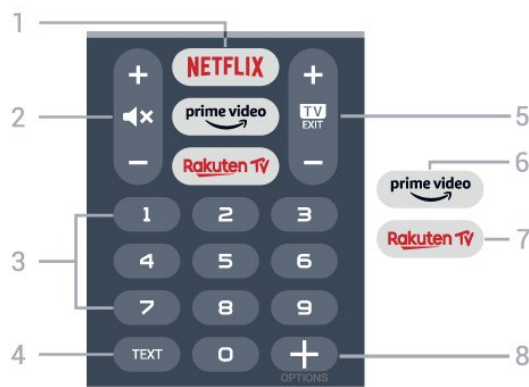 1
NETFLIX
+ +
2 prime video TV 5
EXIT
- -
6
Rakuten TV prime video
1 2 3 Rakuten TV 7
3
4 5 6
7 8 9
4 TEXT 0 + 8
OPTIONS